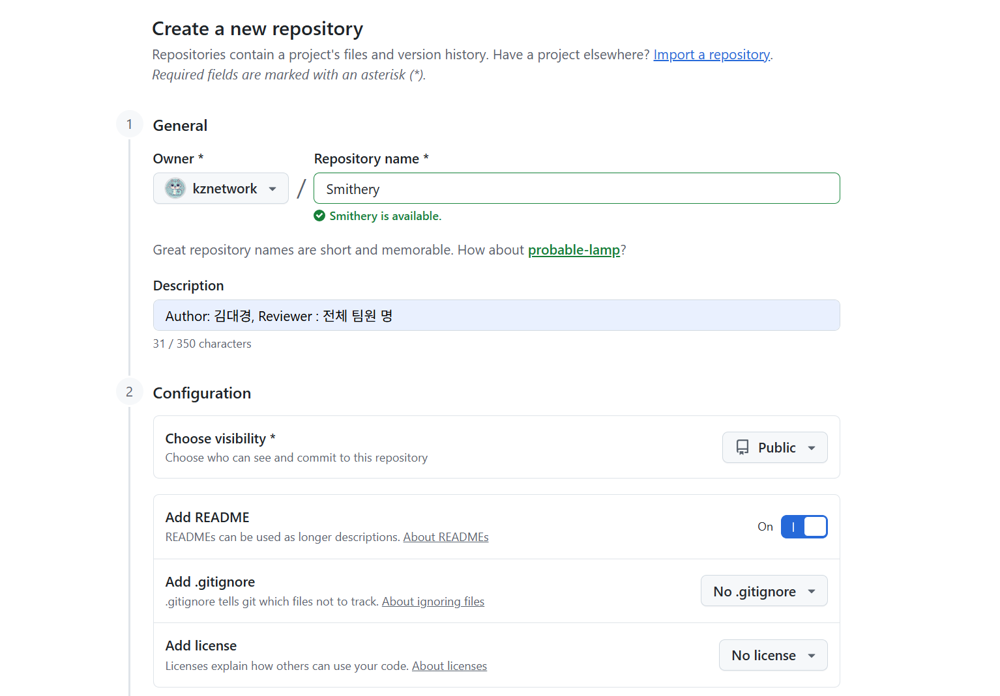 Create a new repository
Repositories contain a project's files and version history. Have a project elsewhere? Import a repository.
Required fields are marked with an asterisk (*).
1
General
Owner *
Repository name *
kznetwork
/
Smithery
Smithery is available.
Great repository names are short and memorable. How about probable-lamp?
Description
Author: 김대경, Reviewer : 전체 팀원 명
31 / 350 characters
2
Configuration
Choose visibility *
Choose who can see and commit to this repository
Public
Add README
READMEs can be used as longer descriptions. About READMEs
On
Add .gitignore
.gitignore tells git which files not to track. About ignoring files
No .gitignore
Add license
Licenses explain how others can use your code. About licenses
No license